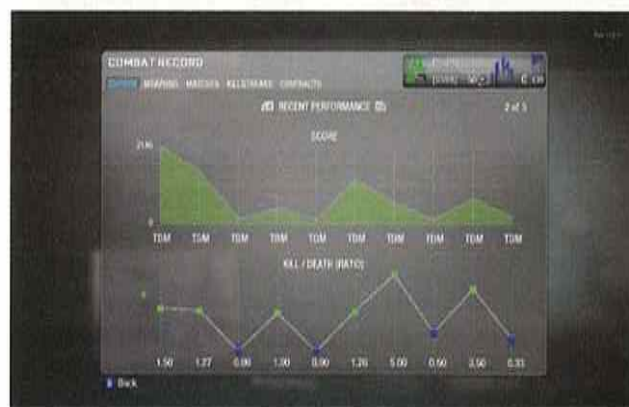 COMBAT RECORD
WEAPONS MATCHES KILLSTREAKS CONTRACTS
RECENT PERFORMANCE
2 of 5
SCORE
0
TDM TDM TDM TDM TDM TDM TDM TDM TDM TDM
KILL / DEATH (RATIO)
1.50 1.27 0.00 1.00 0.00 1.20 5.00 0.50 3.50 0.33
Back